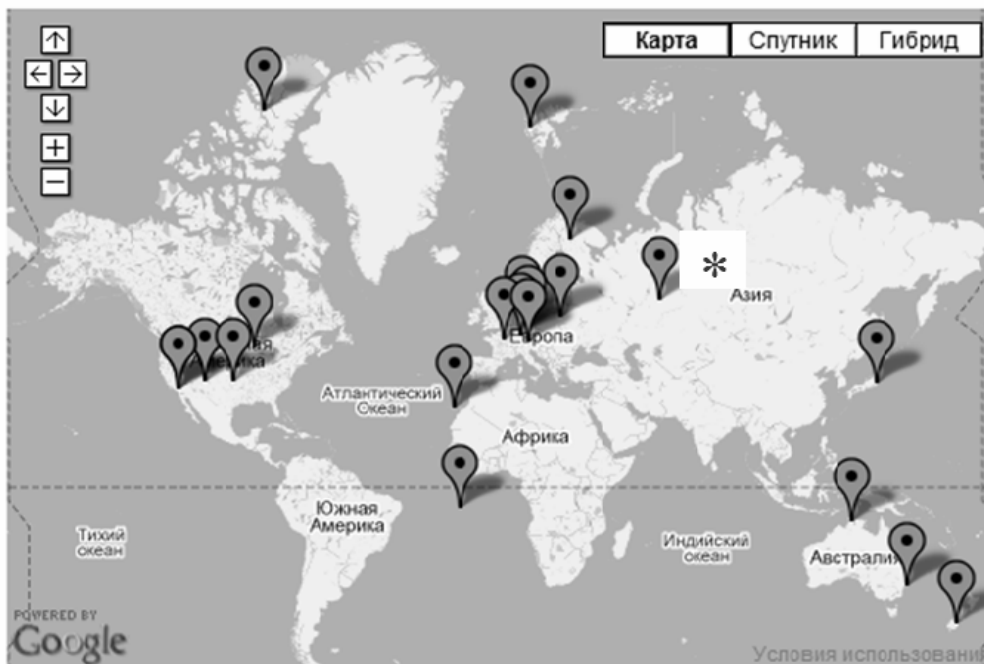 Карта Спутник Гибрид
*
Азия
Европа
Атлантический
Океан
Африка
Южная
Америка
Тихий
океан
Индийский
океан
Австралия
POWERED BY
Google
Условия использовани